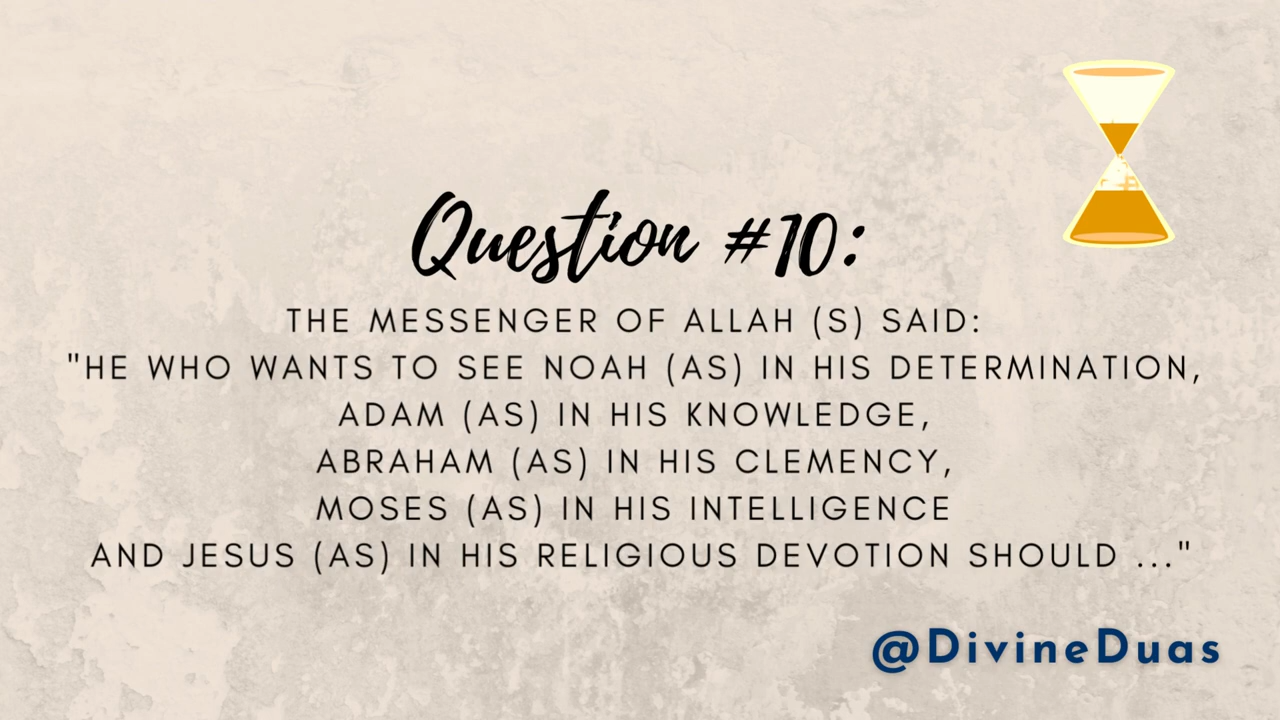 Question #10:
THE MESSENGER OF ALLAH (S) SAID:
"HE WHO WANTS TO SEE NOAH (AS) IN HIS DETERMINATION,
ADAM (AS) IN HIS KNOWLEDGE,
ABRAHAM (AS) IN HIS CLEMENCY,
MOSES (AS) IN HIS INTELLIGENCE
AND JESUS (AS) IN HIS RELIGIOUS DEVOTION SHOULD ..."
@DivineDuas